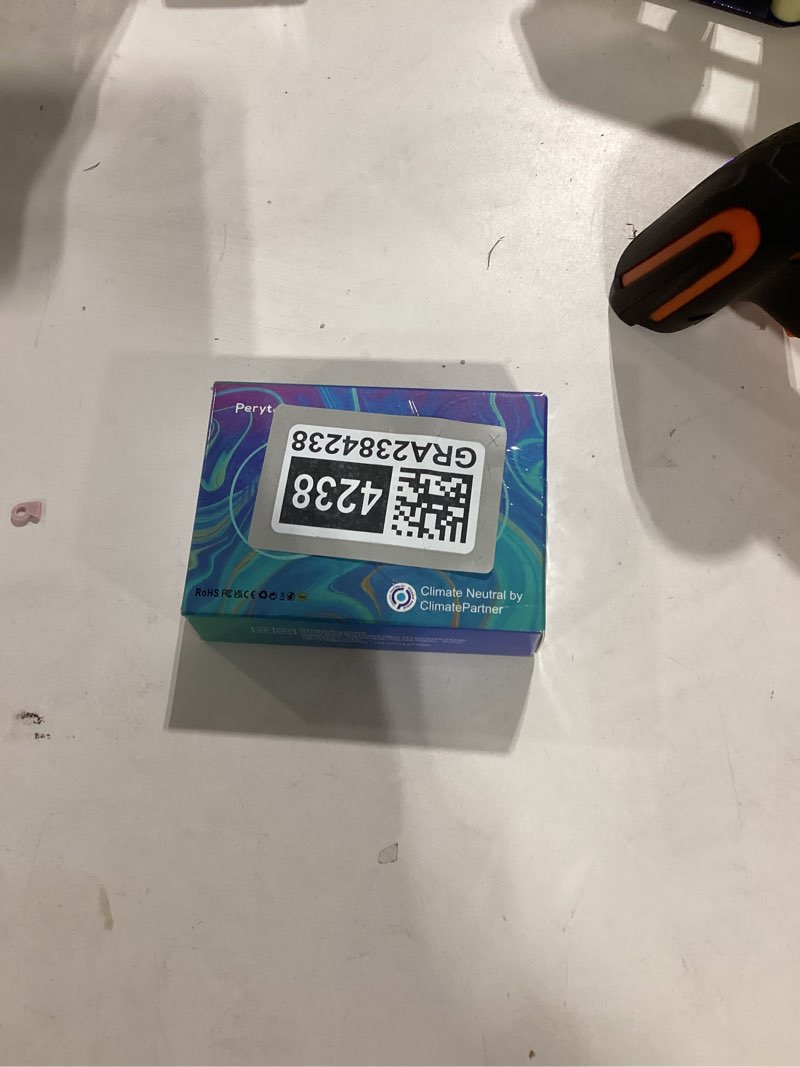 Peryt
GRA2384238
4238
RoHS
Climate Neutral by
ClimatePartner